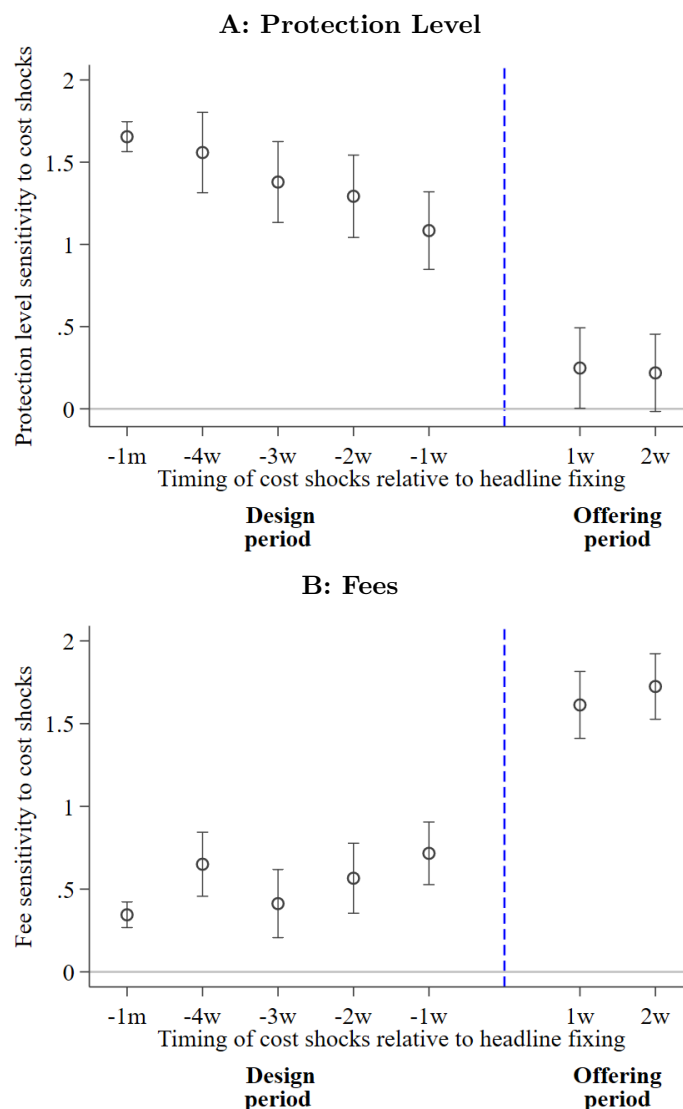 A: Protection Level
Protection level sensitivity to cost shocks
2
1.5
1
.5
0
-1m -4w -3w -2w -1w 1w 2w
Timing of cost shocks relative to headline fixing
Design Offering
period period
B: Fees
Fee sensitivity to cost shocks
2
1.5
1
.5
0
-1m -4w -3w -2w -1w 1w 2w
Timing of cost shocks relative to headline fixing
Design Offering
period period